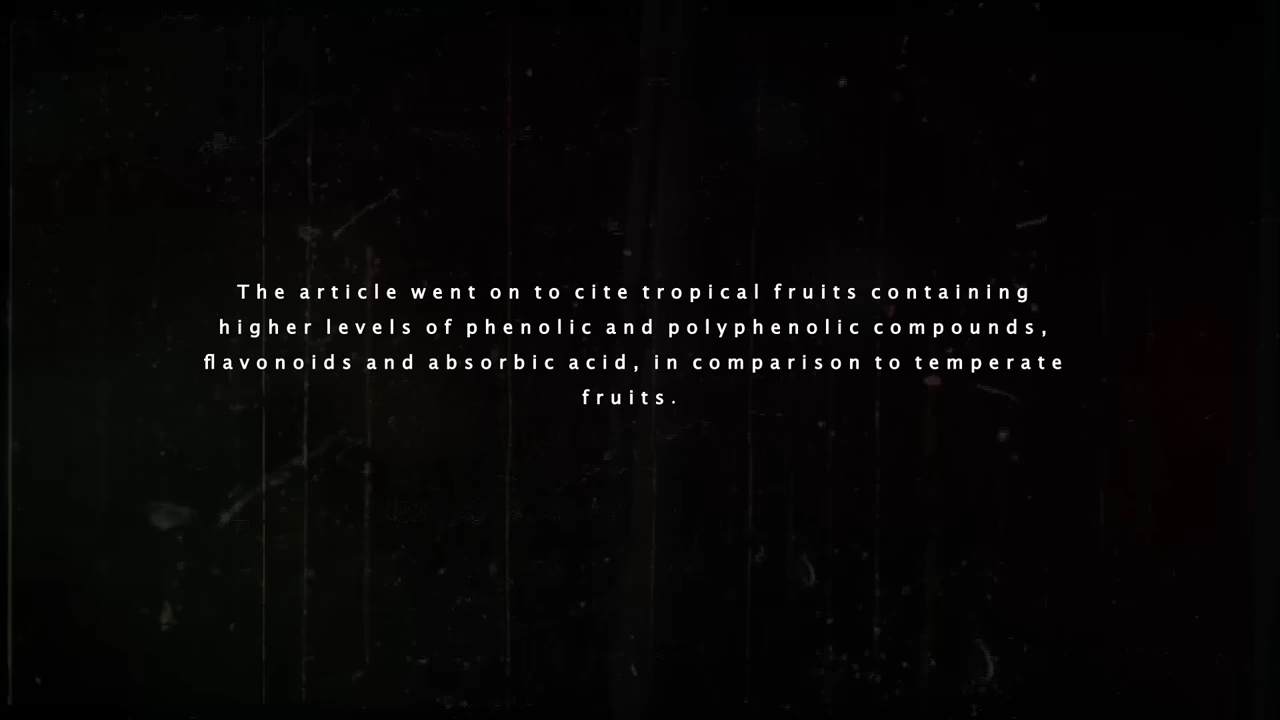 The article went on to cite tropical fruits containing
higher levels of phenolic and polyphenolic compounds,
flavonoids and absorbic acid, in comparison to temperate
fruits.